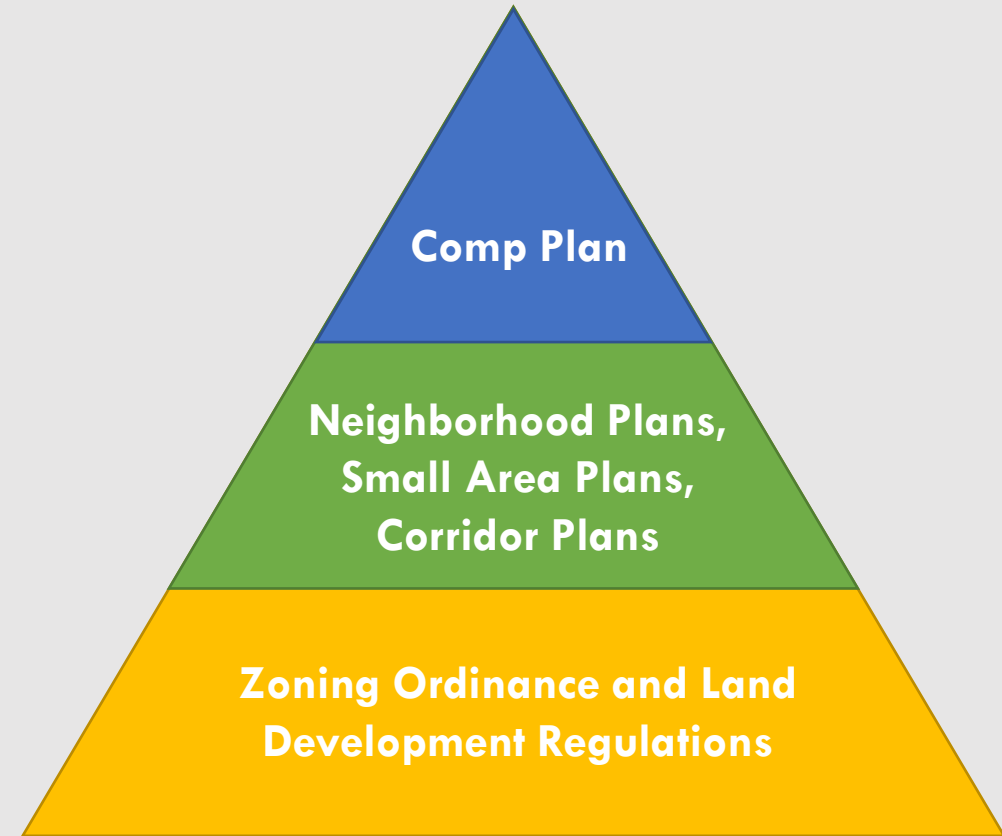 Comp Plan
Neighborhood Plans,
Small Area Plans,
Corridor Plans
Zoning Ordinance and Land
Development Regulations